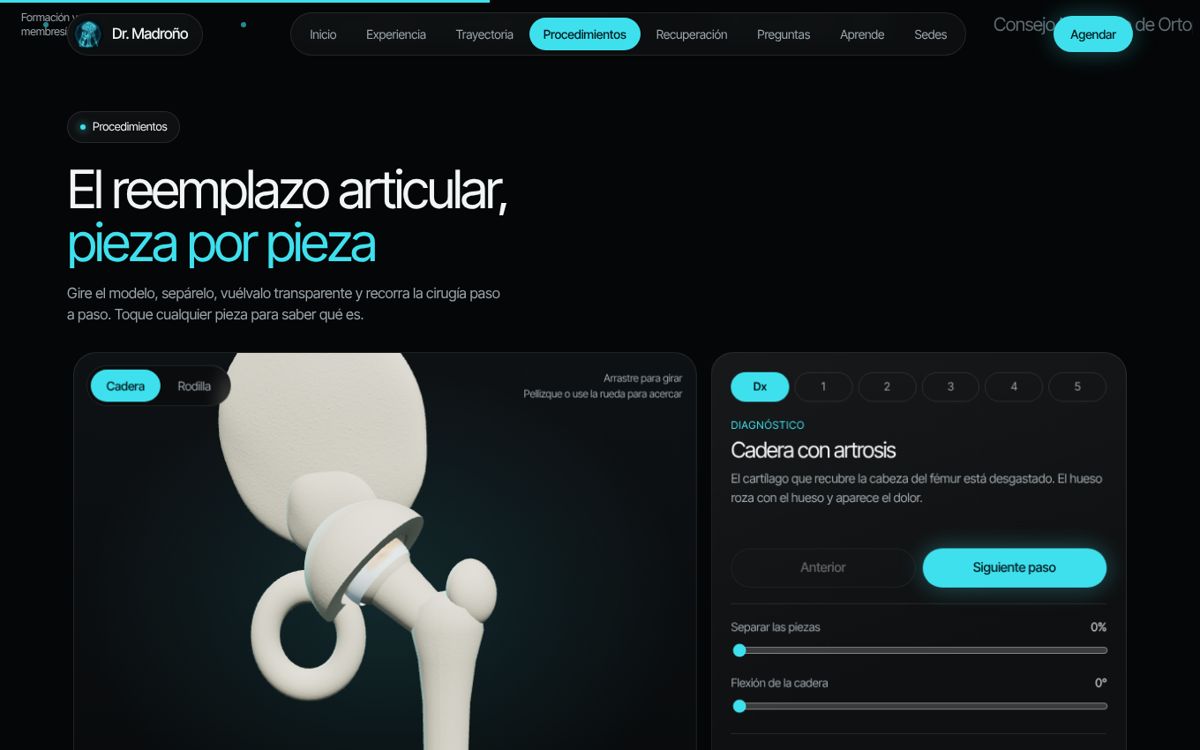 Formación y
membresí
Dr. Madroño
Inicio
Experiencia
Trayectoria
Procedimientos
Recuperación
Preguntas
Aprende
Sedes
Consejo
de Orto
Agendar
Procedimientos
El reemplazo articular,
pieza por pieza
Gire el modelo, sepárelo, vuélvalo transparente y recorra la cirugía paso
a paso. Toque cualquier pieza para saber qué es.
Cadera
Rodilla
Arrastre para girar
Pellizque o use la rueda para acercar
Dx
1
2
3
4
5
DIAGNÓSTICO
Cadera con artrosis
El cartílago que recubre la cabeza del fémur está desgastado. El hueso
roza con el hueso y aparece el dolor.
Anterior
Siguiente paso
Separar las piezas
0%
Flexión de la cadera
0°